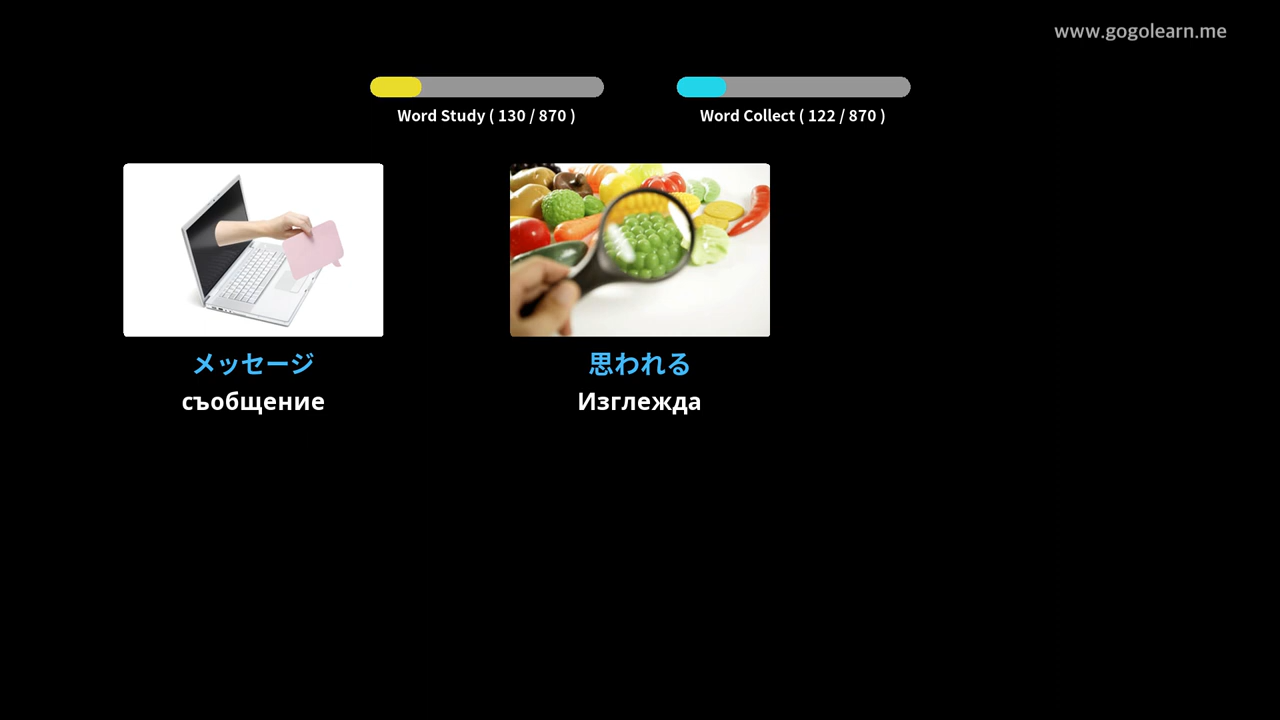 www.gogolearn.me
Word Study ( 130 / 870 )
Word Collect ( 122 / 870 )
メッセージ
съобщение
思われる
Изглежда